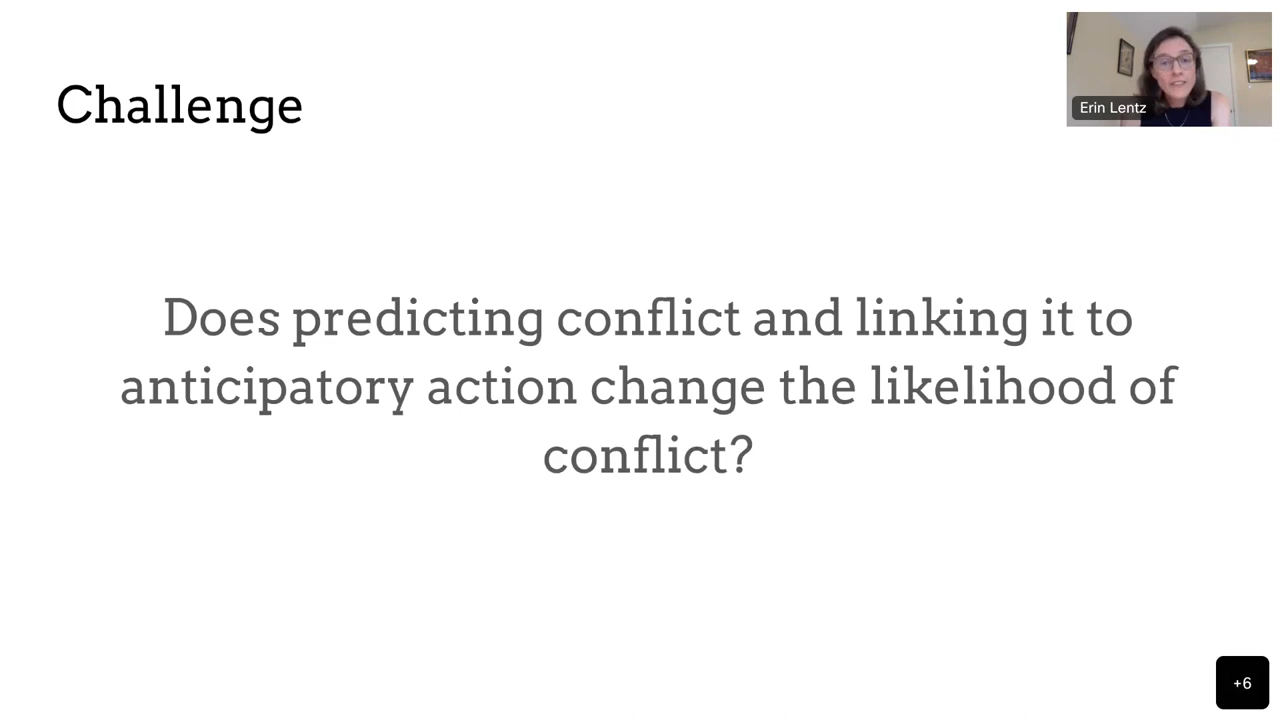 Challenge
Erin Lentz
Does predicting conflict and linking it to
anticipatory action change the likelihood of
conflict?
+6